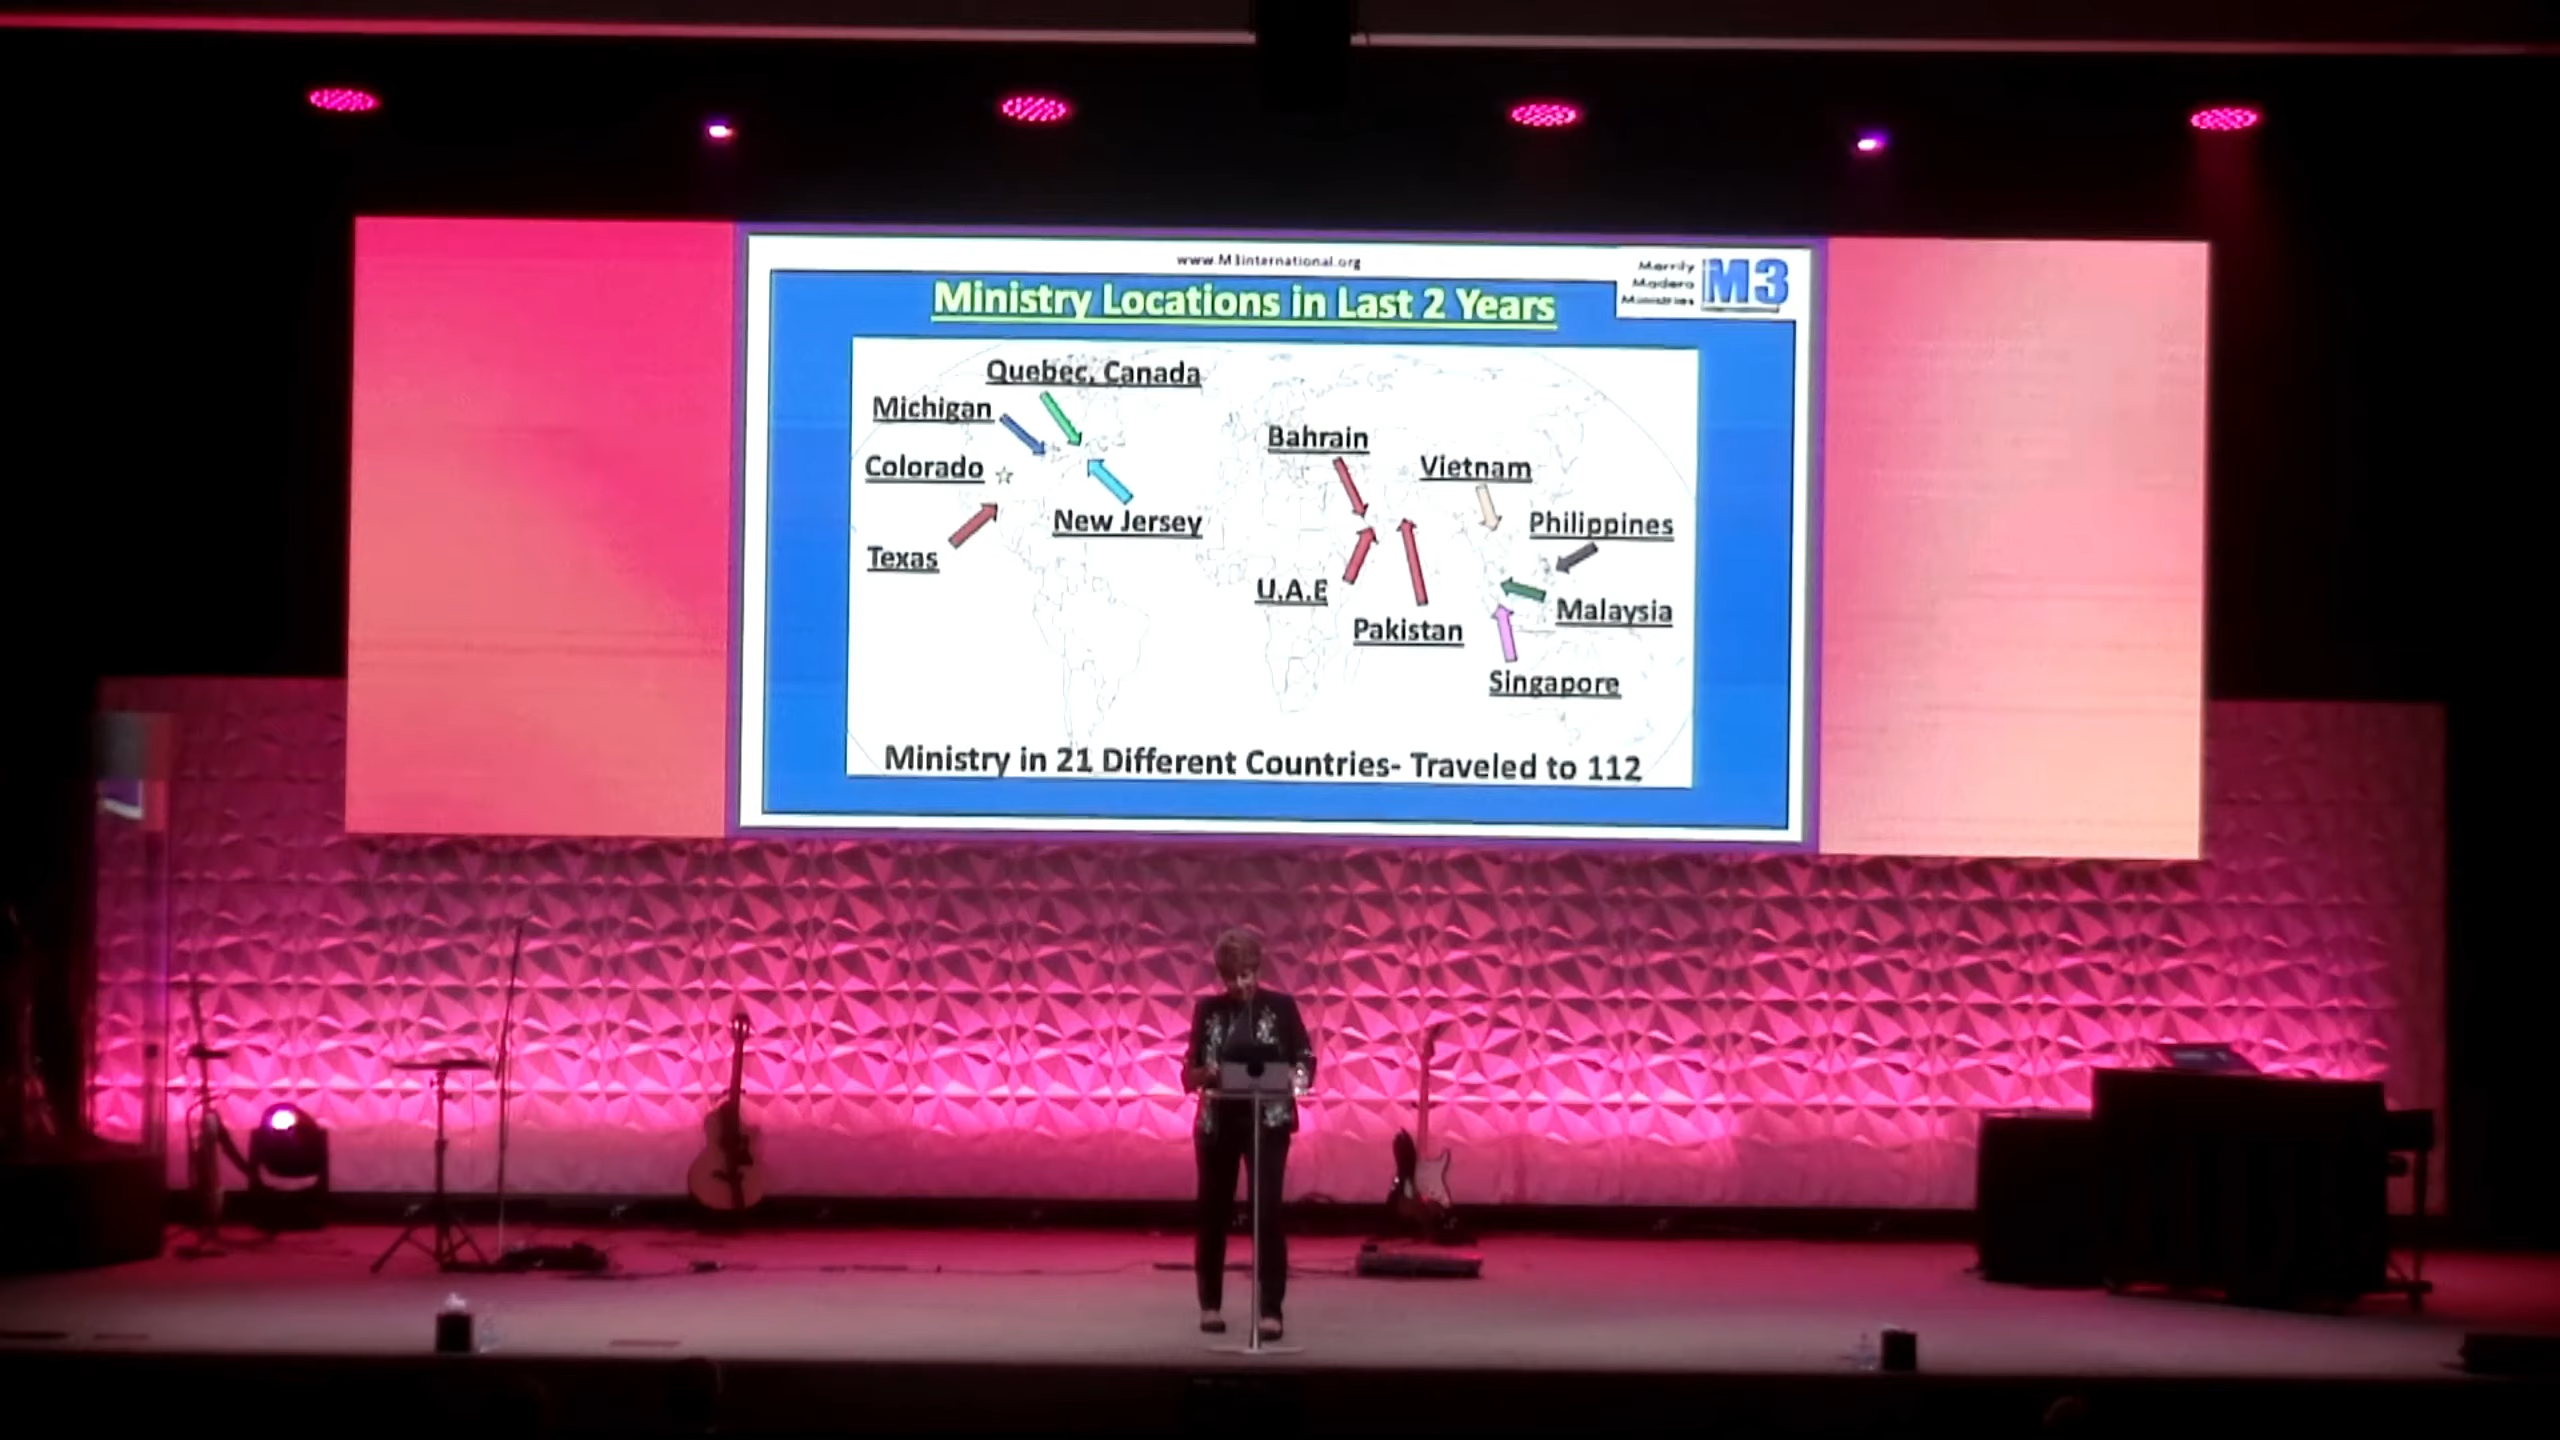 www.M3international.org
Merrily
Madero
Ministries
M3
Ministry Locations in Last 2 Years
Quebec, Canada
Michigan
Colorado
New Jersey
Texas
Bahrain
Vietnam
Philippines
U.A.E
Malaysia
Pakistan
Singapore
Ministry in 21 Different Countries- Traveled to 112